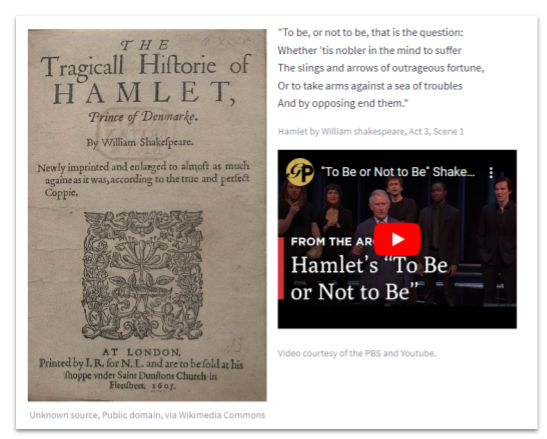 THE
Tragicall Historie of
HAMLET,
Prince of Denmarke.
By William Shakespeare.
Newly imprinted and enlarged to almost as much
againe as it was, according to the true and perfect
Coppie.
AT LONDON,
Printed by I. R. for N. L. and are to be sold at his
shoppe vnder Saint Dunstons Church in
Fleetstreet. 1605.
Unknown source, Public domain, via Wikimedia Commons
"To be, or not to be, that is the question:
Whether 'tis nobler in the mind to suffer
The slings and arrows of outrageous fortune,
Or to take arms against a sea of troubles
And by opposing end them."
Hamlet by William shakespeare, Act 3, Scene 1
GP "To Be or Not to Be" Shake...
FROM THE AR
Hamlet's "To Be
or Not to Be"
Video courtesy of the PBS and Youtube.